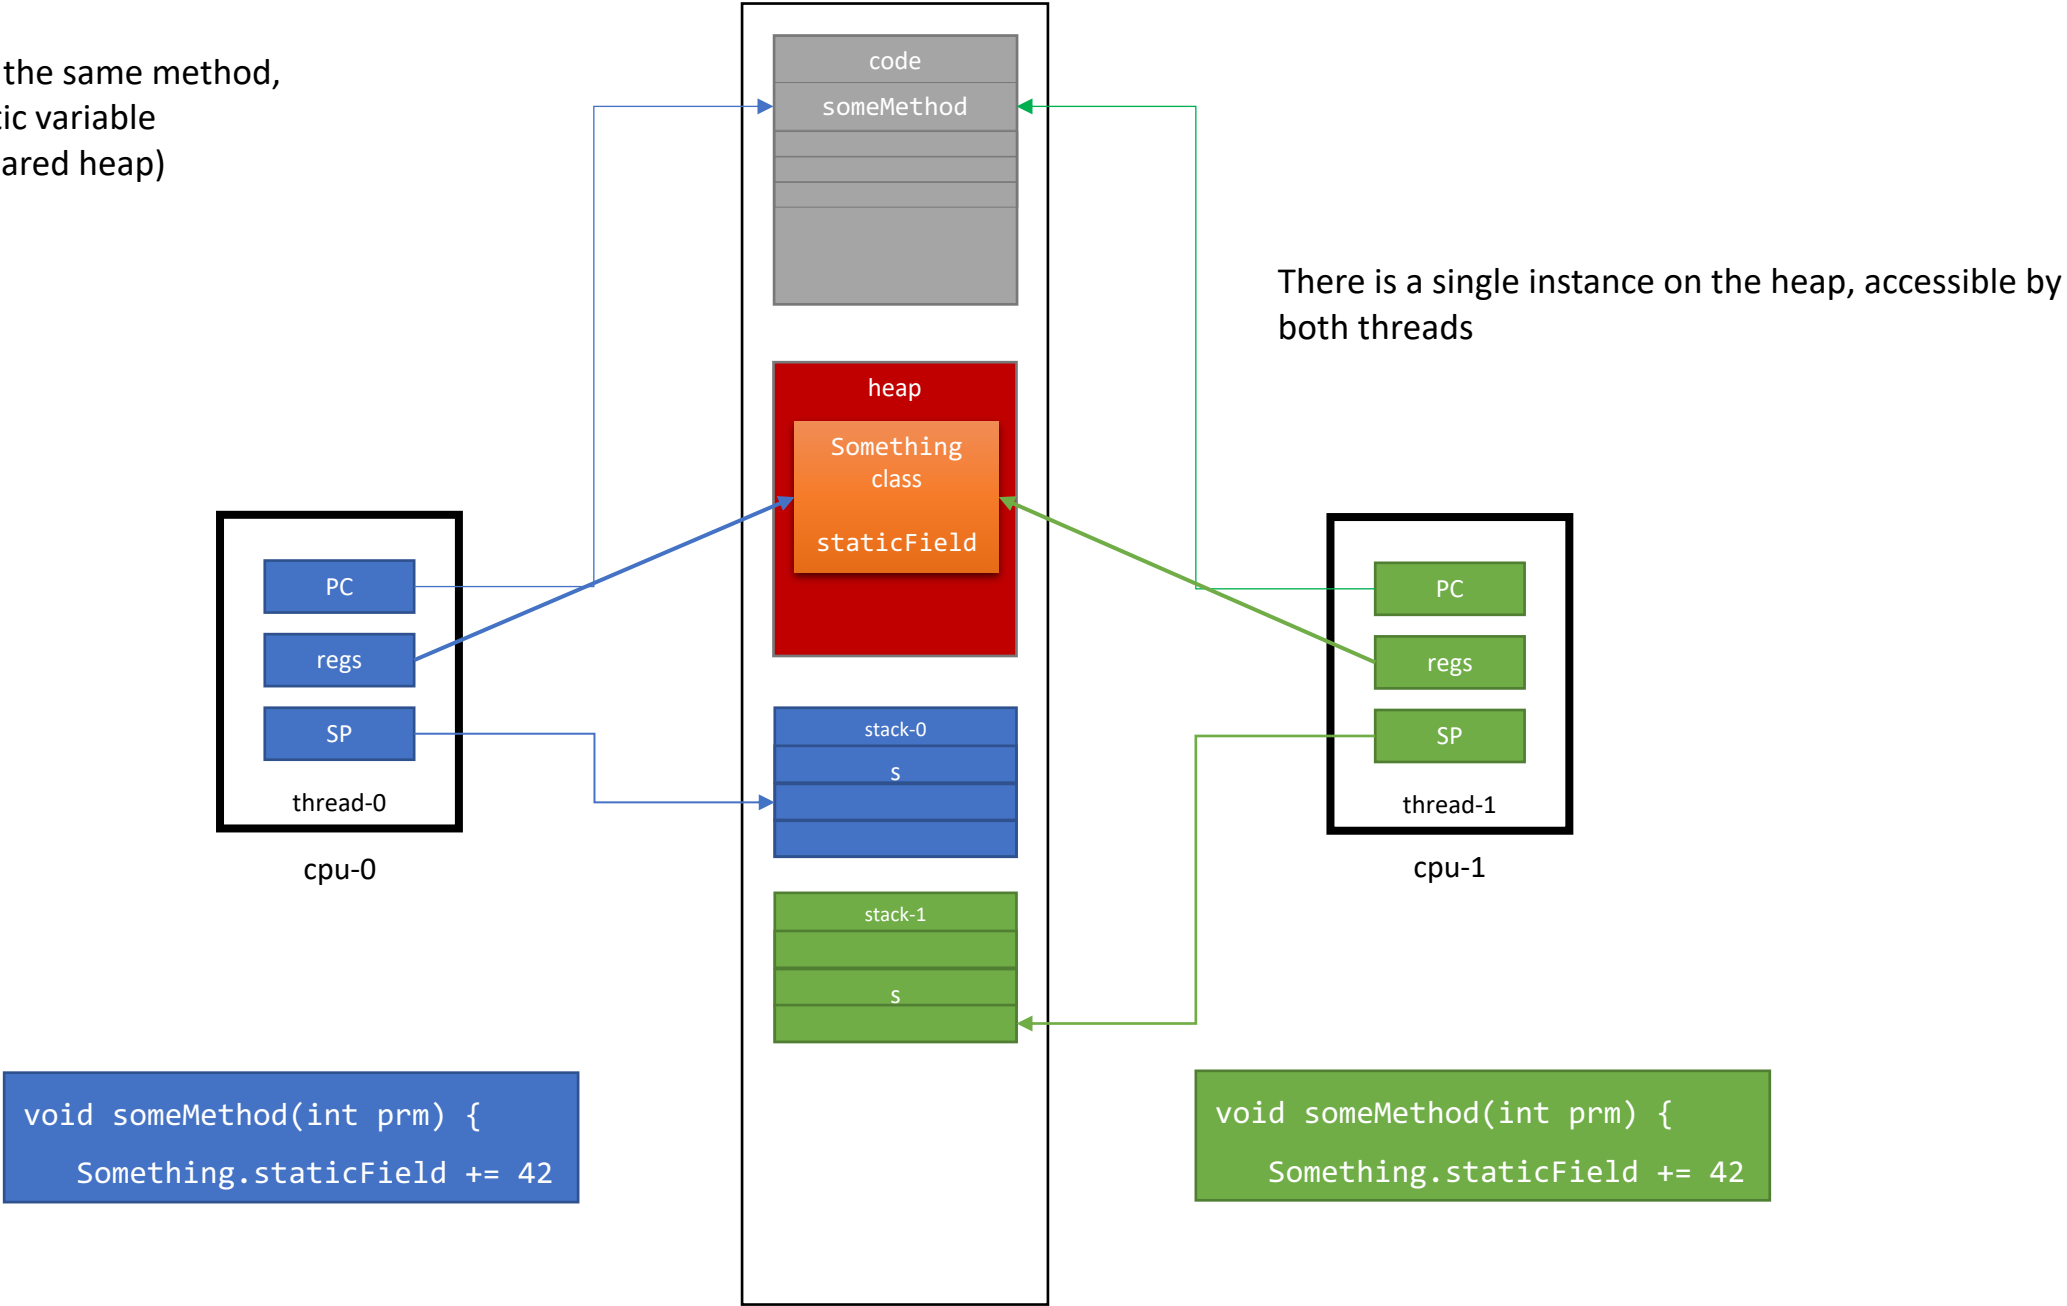 the same method,
tic variable
ared heap)
code
someMethod
There is a single instance on the heap, accessible by
both threads
heap
Something
class
staticField
PC
regs
SP
thread-0
cpu-0
PC
regs
SP
thread-1
cpu-1
stack-0
s
stack-1
s
void someMethod(int prm) {
Something.staticField += 42
void someMethod(int prm) {
Something.staticField += 42